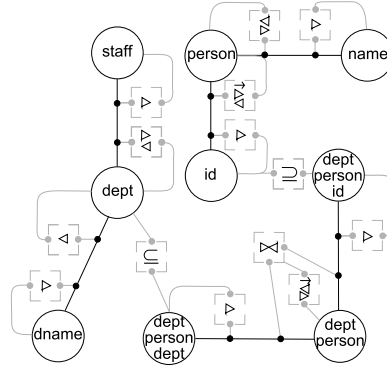 staff
person
name
dept
id
dept
person
id
dname
dept
person
dept
dept
person